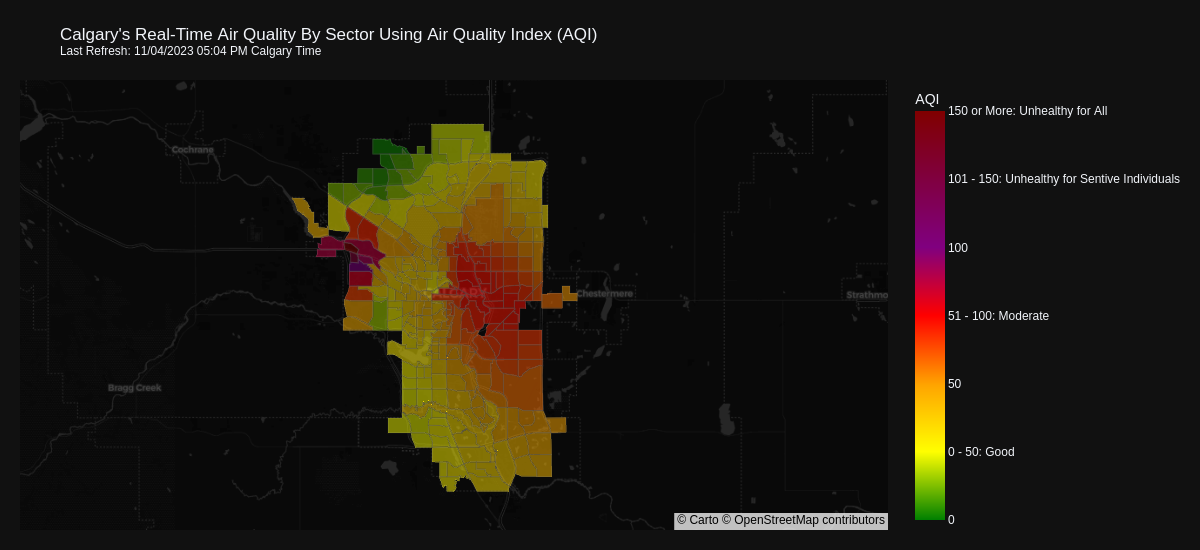 Calgary's Real-Time Air Quality By Sector Using Air Quality Index (AQI)
Last Refresh: 11/04/2023 05:04 PM Calgary Time
AQI
150 or More: Unhealthy for All
Cochrane
101 - 150: Unhealthy for Sentive Individuals
100
CALGARY
Chestermere
Strathmo
51 - 100: Moderate
Bragg Creek
50
0 - 50: Good
0
© Carto © OpenStreetMap contributors